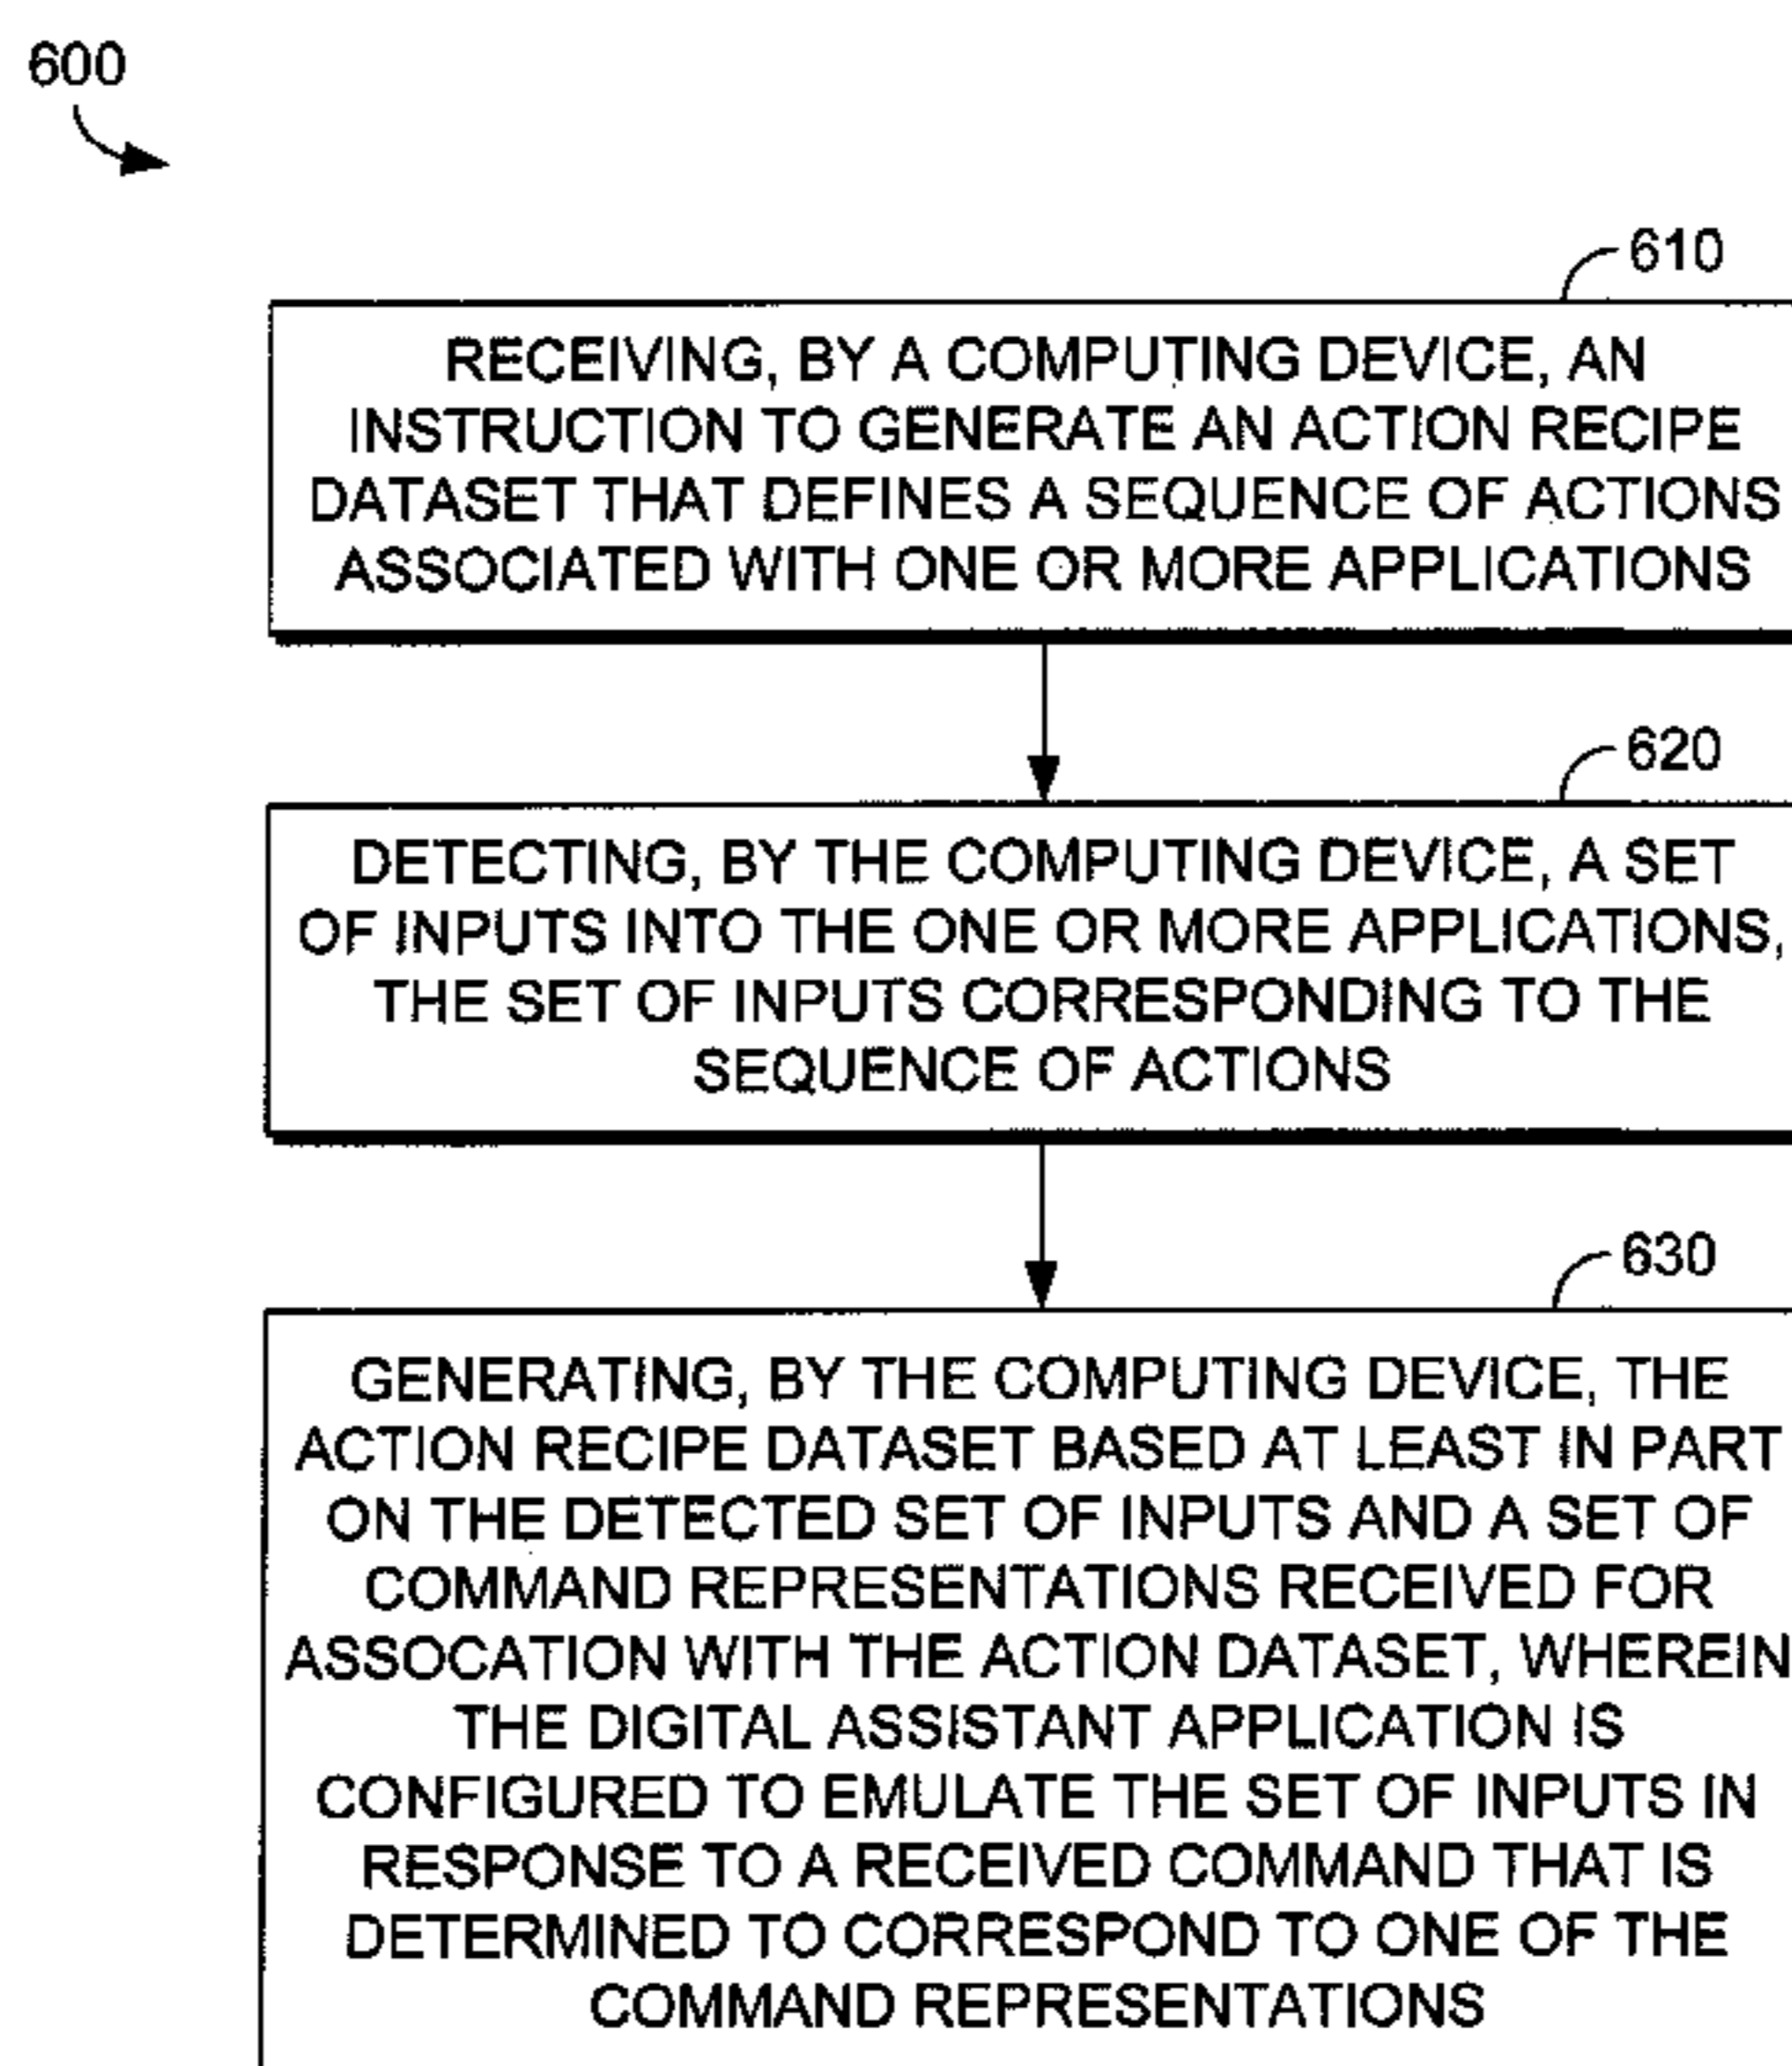 600
610
RECEIVING, BY A COMPUTING DEVICE, AN
INSTRUCTION TO GENERATE AN ACTION RECIPE
DATASET THAT DEFINES A SEQUENCE OF ACTIONS
ASSOCIATED WITH ONE OR MORE APPLICATIONS
620
DETECTING, BY THE COMPUTING DEVICE, A SET
OF INPUTS INTO THE ONE OR MORE APPLICATIONS,
THE SET OF INPUTS CORRESPONDING TO THE
SEQUENCE OF ACTIONS
630
GENERATING, BY THE COMPUTING DEVICE, THE
ACTION RECIPE DATASET BASED AT LEAST IN PART
ON THE DETECTED SET OF INPUTS AND A SET OF
COMMAND REPRESENTATIONS RECEIVED FOR
ASSOCATION WITH THE ACTION DATASET, WHEREIN
THE DIGITAL ASSISTANT APPLICATION IS
CONFIGURED TO EMULATE THE SET OF INPUTS IN
RESPONSE TO A RECEIVED COMMAND THAT IS
DETERMINED TO CORRESPOND TO ONE OF THE
COMMAND REPRESENTATIONS